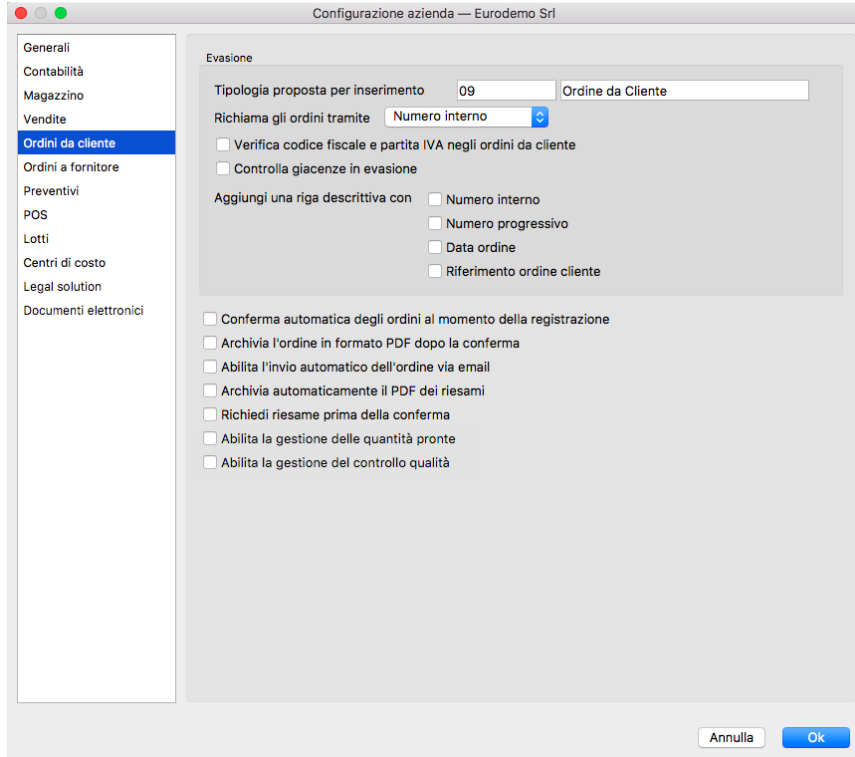 Configurazione azienda — Eurodemo Srl
Generali
Contabilità
Magazzino
Vendite
Ordini da cliente
Ordini a fornitore
Preventivi
POS
Lotti
Centri di costo
Legal solution
Documenti elettronici
Evasione
Tipologia proposta per inserimento 09 Ordine da Cliente
Richiama gli ordini tramite Numero interno
Verifica codice fiscale e partita IVA negli ordini da cliente
Controlla giacenze in evasione
Aggiungi una riga descrittiva con Numero interno
Numero progressivo
Data ordine
Riferimento ordine cliente
Conferma automatica degli ordini al momento della registrazione
Archivia l'ordine in formato PDF dopo la conferma
Abilita l'invio automatico dell'ordine via email
Archivia automaticamente il PDF dei riesami
Richiedi riesame prima della conferma
Abilita la gestione delle quantità pronte
Abilita la gestione del controllo qualità
Annulla Ok